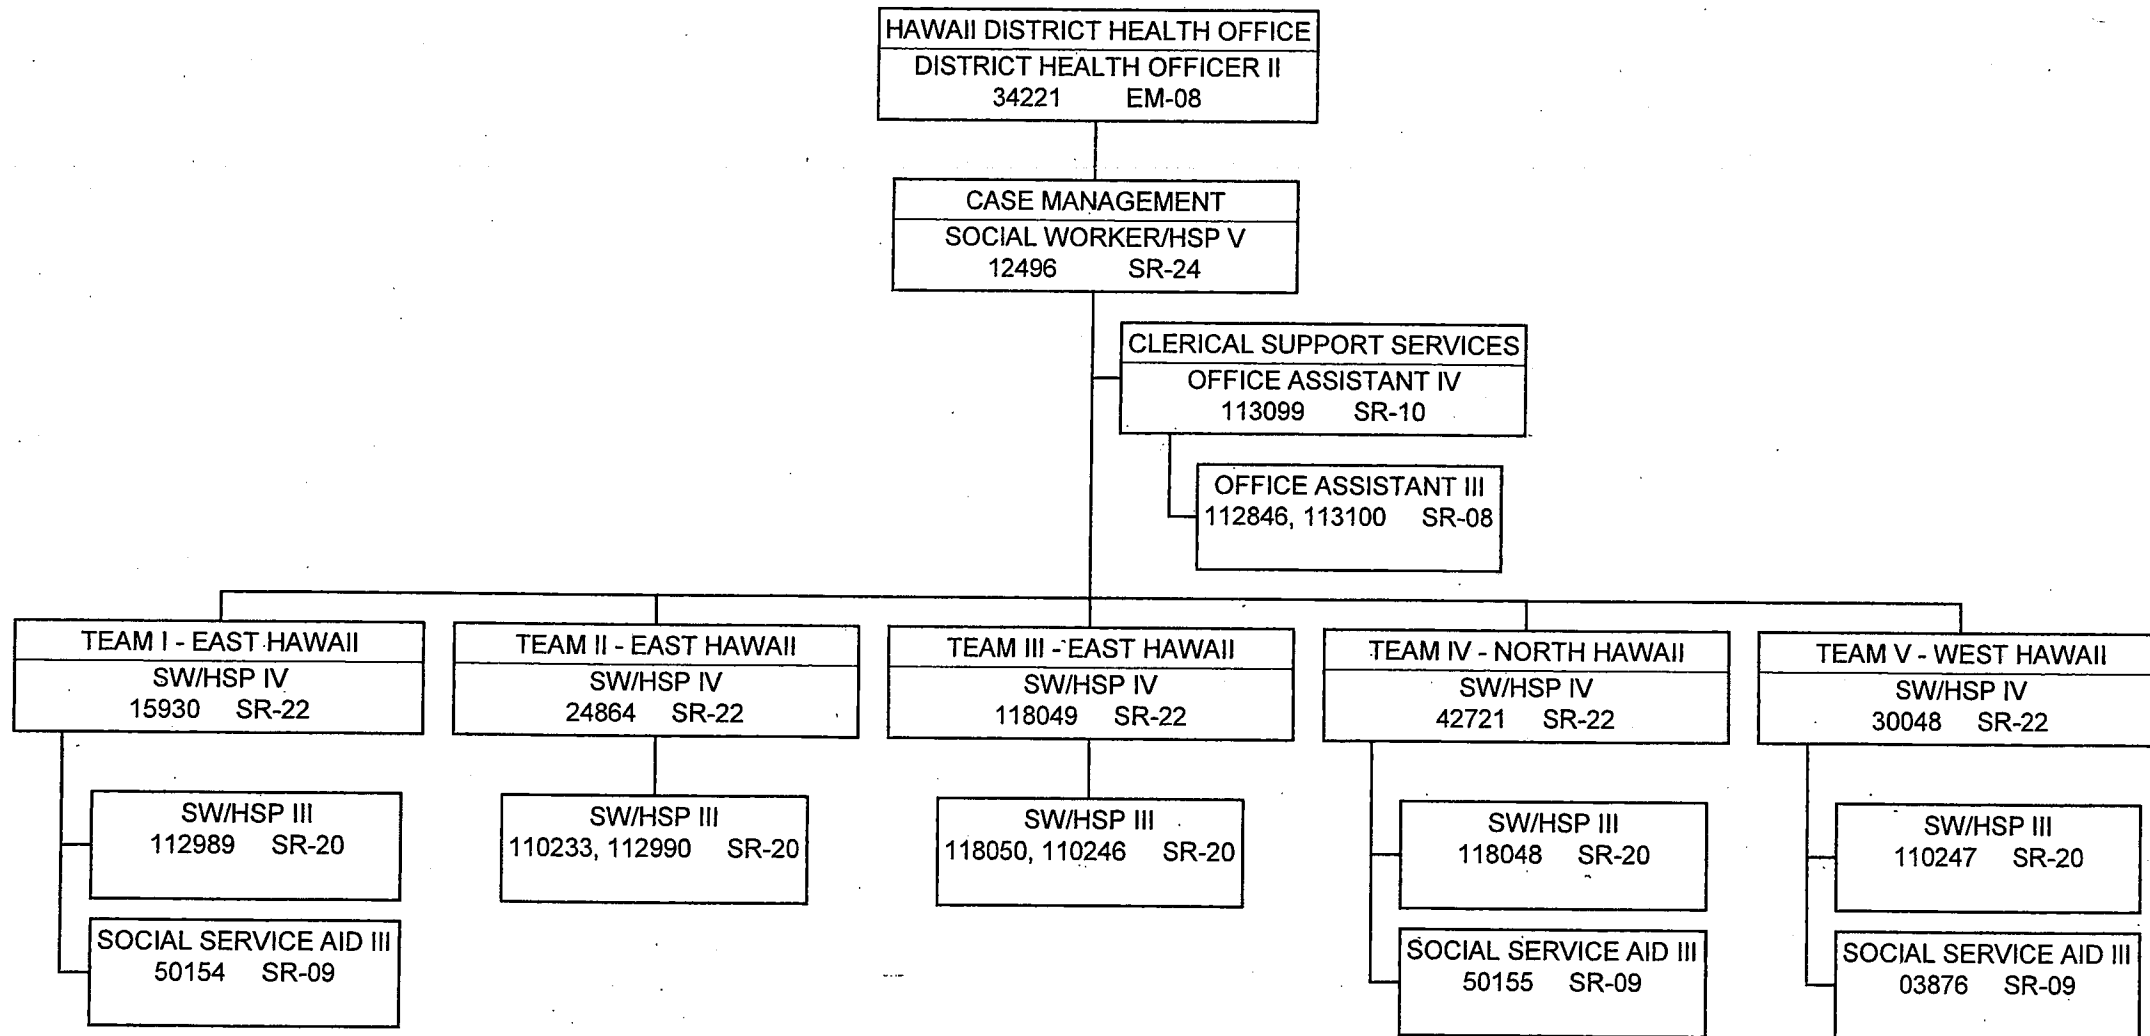 HAWAII DISTRICT HEALTH OFFICE
DISTRICT HEALTH OFFICER II
34221 EM-08
CASE MANAGEMENT
SOCIAL WORKER/HSP V
12496 SR-24
CLERICAL SUPPORT SERVICES
OFFICE ASSISTANT IV
113099 SR-10
OFFICE ASSISTANT III
112846, 113100 SR-08
TEAM I - EAST HAWAII
SW/HSP IV
15930 SR-22
SW/HSP III
112989 SR-20
SOCIAL SERVICE AID III
50154 SR-09
TEAM II - EAST HAWAII
SW/HSP IV
24864 SR-22
SW/HSP III
110233, 112990 SR-20
TEAM III - EAST HAWAII
SW/HSP IV
118049 SR-22
SW/HSP III
118050, 110246 SR-20
TEAM IV - NORTH HAWAII
SW/HSP IV
42721 SR-22
SW/HSP III
118048 SR-20
SOCIAL SERVICE AID III
50155 SR-09
TEAM V - WEST HAWAII
SW/HSP IV
30048 SR-22
SW/HSP III
110247 SR-20
SOCIAL SERVICE AID III
03876 SR-09